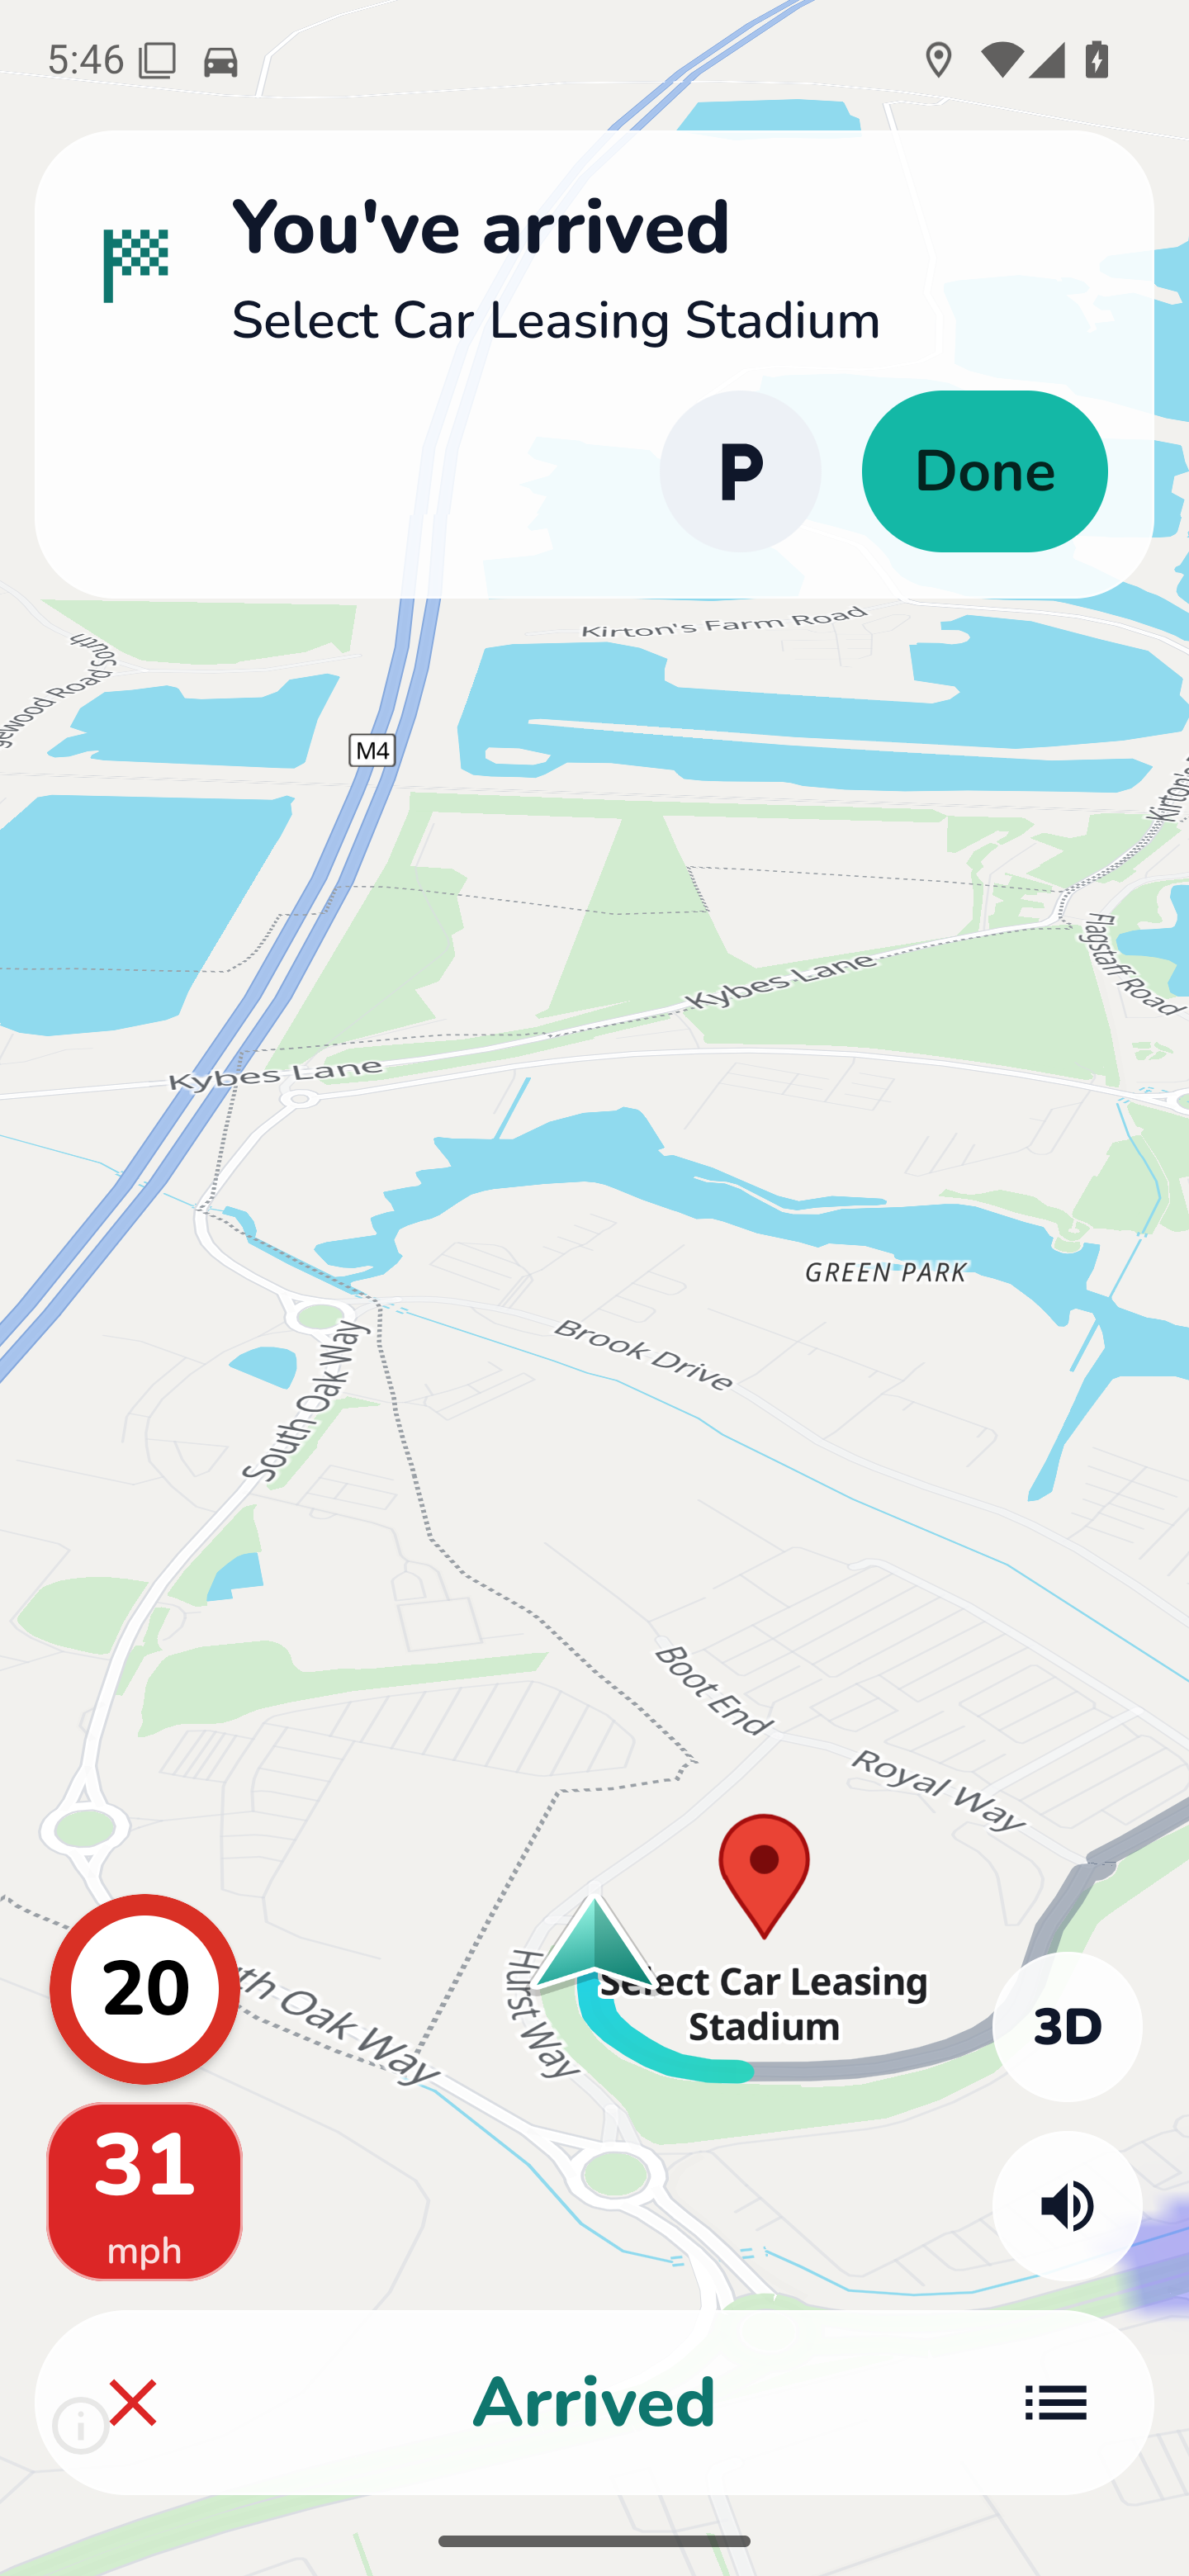 5:46
You've arrived
Select Car Leasing Stadium
P
Done
Kirton's Farm Road
gewood Road South
M4
Kirton's
Flagstaff Road
Kybes Lane
Kybes Lane
GREEN PARK
Brook Drive
South Oak Way
Boot End
Royal Way
20
th Oak Way
Hurst Way
Select Car Leasing
Stadium
3D
31
mph
Arrived